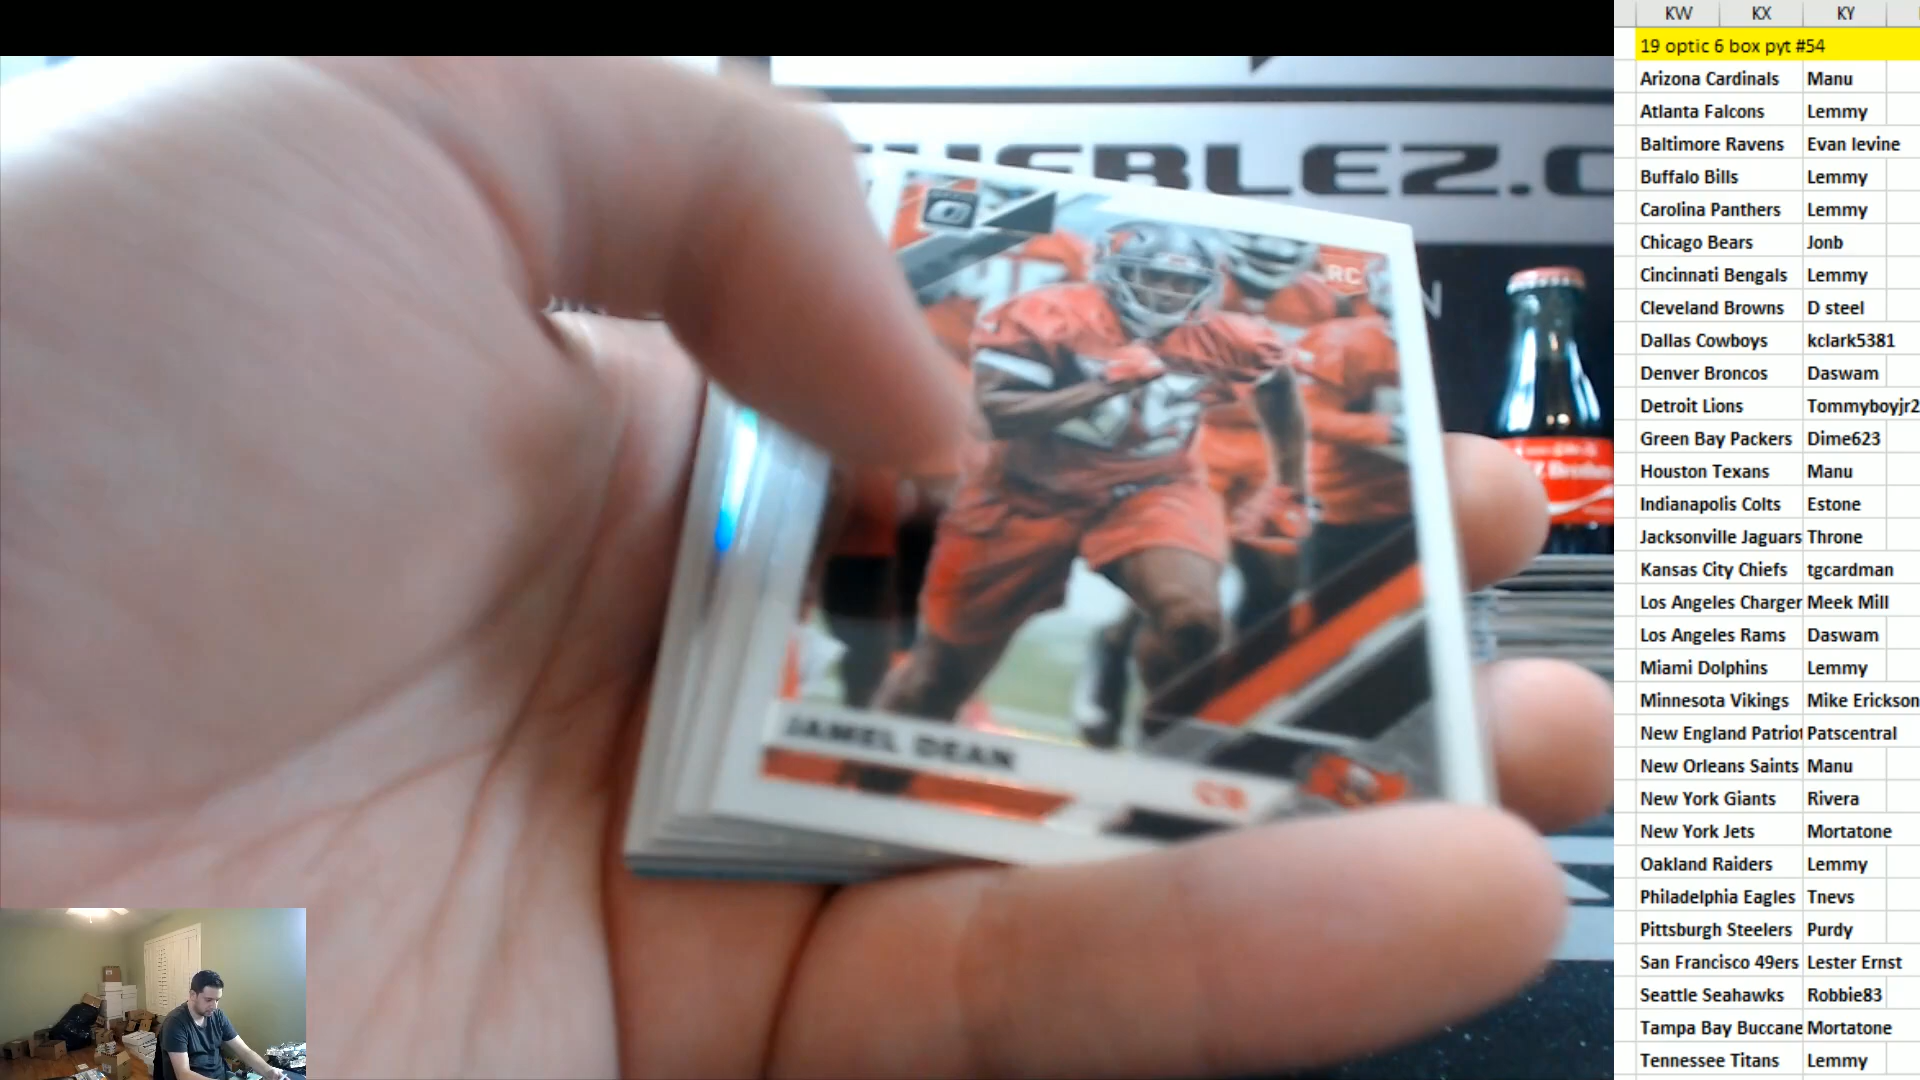 KW KX KY
19 optic 6 box pyt #54
Arizona Cardinals Manu
Atlanta Falcons Lemmy
Baltimore Ravens Evan levine
Buffalo Bills Lemmy
Carolina Panthers Lemmy
Chicago Bears Jonb
Cincinnati Bengals Lemmy
Cleveland Browns D steel
Dallas Cowboys kclark5381
Denver Broncos Daswam
Detroit Lions Tommyboyjr2
Green Bay Packers Dime623
Houston Texans Manu
Indianapolis Colts Estone
Jacksonville Jaguars Throne
Kansas City Chiefs tgcardman
Los Angeles Charger Meek Mill
Los Angeles Rams Daswam
Miami Dolphins Lemmy
Minnesota Vikings Mike Erickson
New England Patriot Patscentral
New Orleans Saints Manu
New York Giants Rivera
New York Jets Mortatone
Oakland Raiders Lemmy
Philadelphia Eagles Tnevs
Pittsburgh Steelers Purdy
San Francisco 49ers Lester Ernst
Seattle Seahawks Robbie83
Tampa Bay Buccane Mortatone
Tennessee Titans Lemmy
RC
JAMEL DEAN
CB